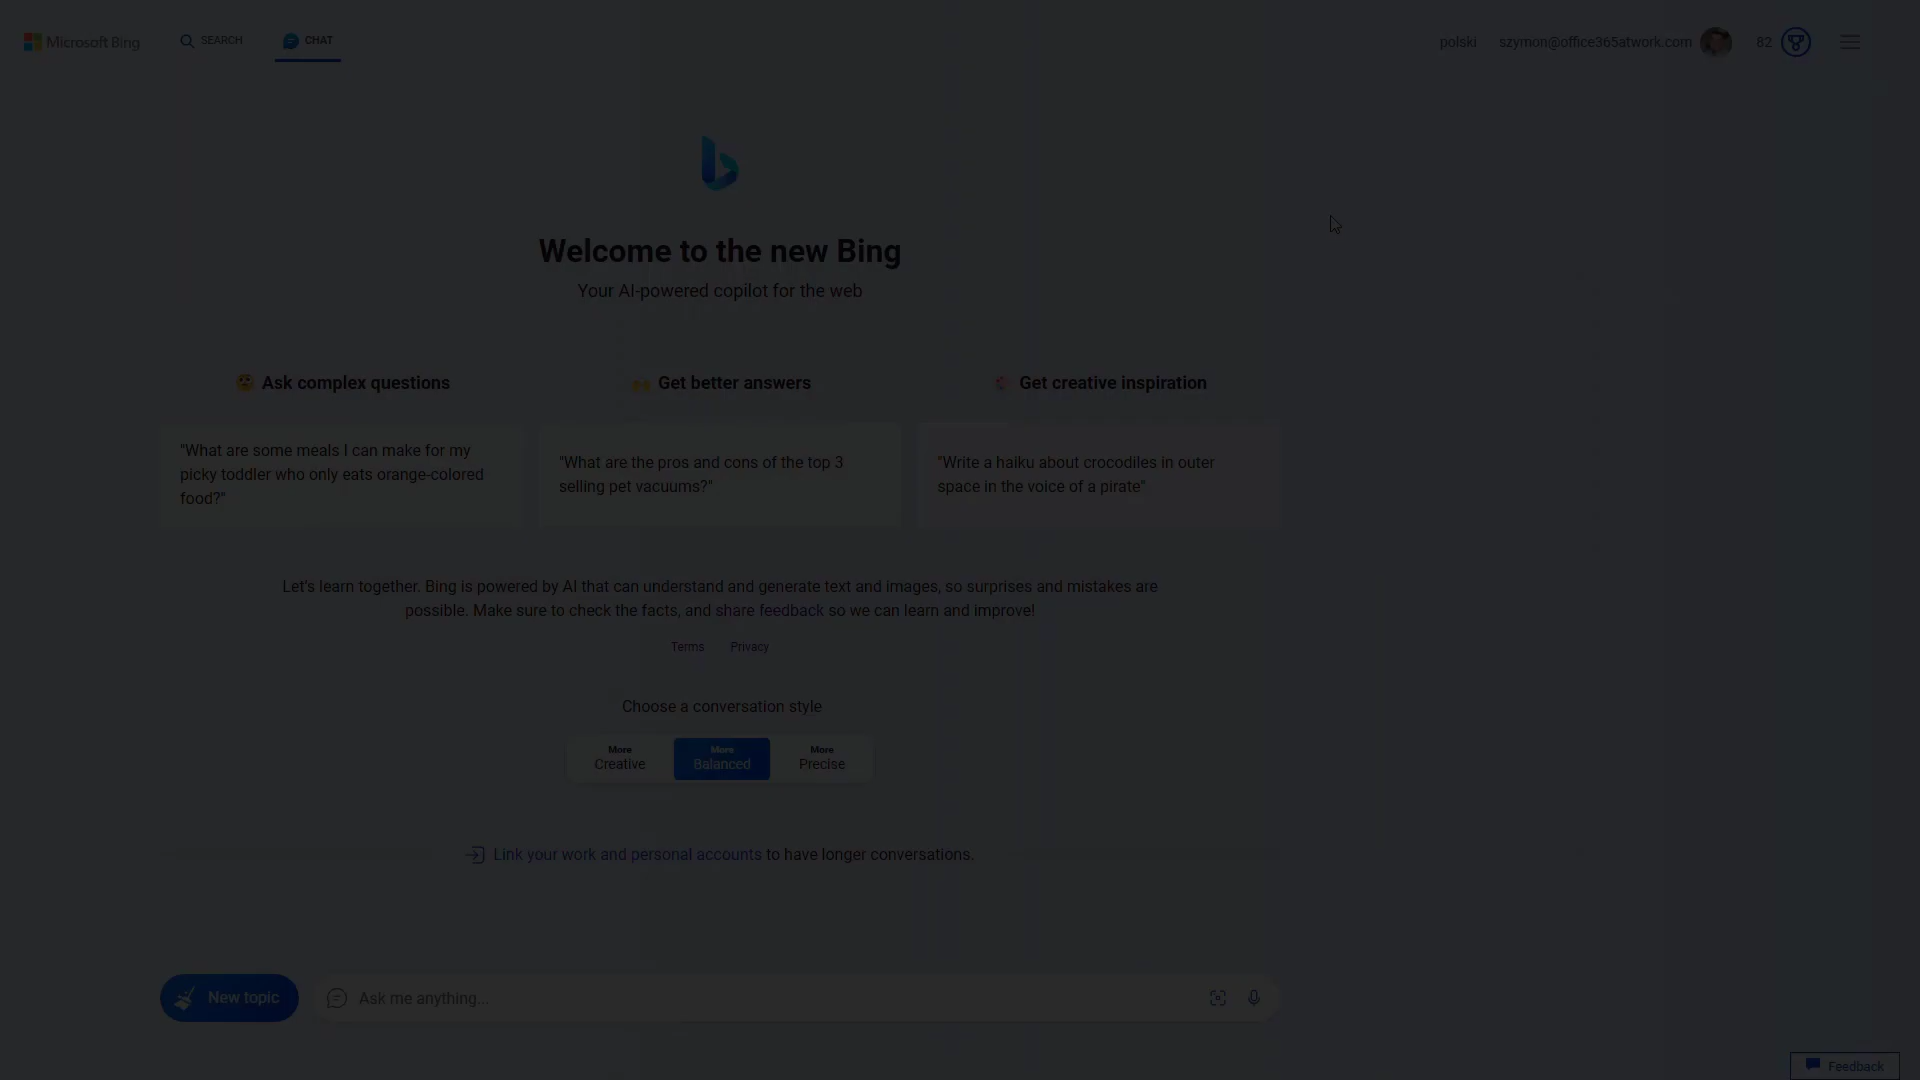 Microsoft Bing
SEARCH
CHAT
polski
szymon@office365atwork.com
82
Welcome to the new Bing
Your AI-powered copilot for the web
Ask complex questions
Get better answers
Get creative inspiration
"What are some meals I can make for my
picky toddler who only eats orange-colored
food?"
"What are the pros and cons of the top 3
selling pet vacuums?"
"Write a haiku about crocodiles in outer
space in the voice of a pirate"
Let's learn together. Bing is powered by AI that can understand and generate text and images, so surprises and mistakes are
possible. Make sure to check the facts, and share feedback so we can learn and improve!
Terms Privacy
Choose a conversation style
More
Creative
More
Balanced
More
Precise
Link your work and personal accounts to have longer conversations.
New topic
Ask me anything...
Feedback